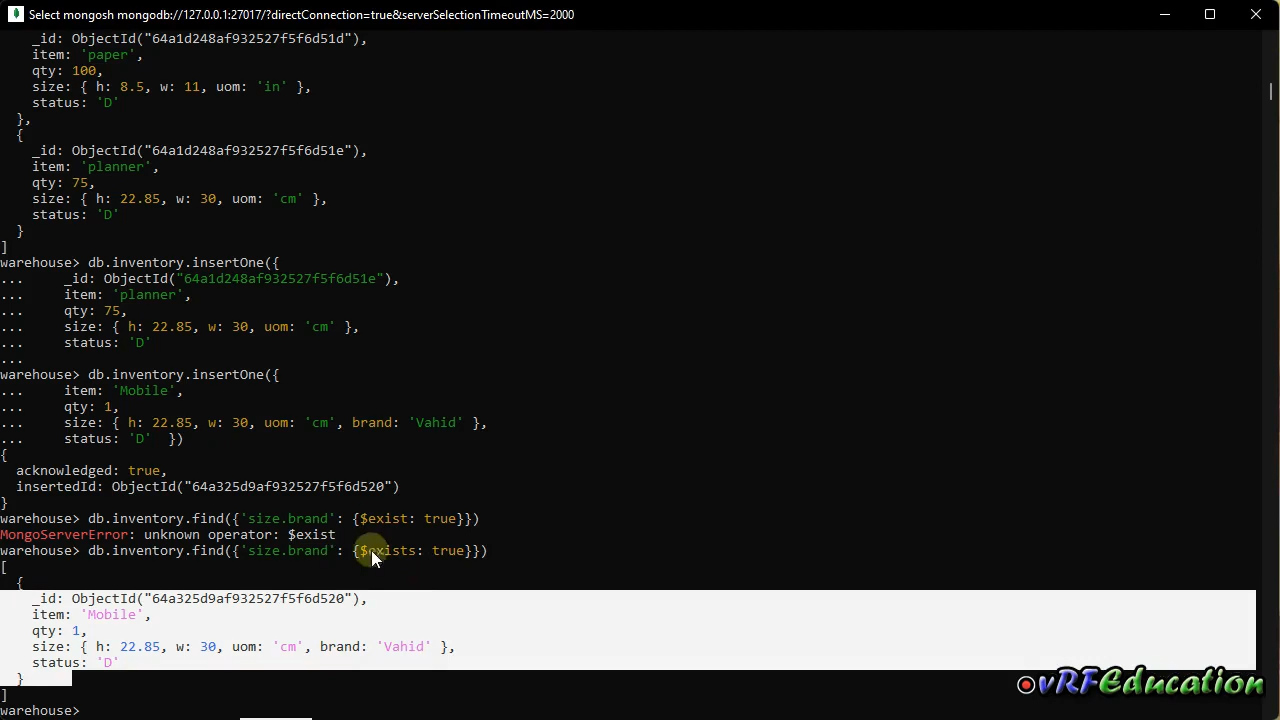 Select mongosh mongodb://127.0.0.1:27017/?directConnection=true&serverSelectionTimeoutMS=2000
    _id: ObjectId("64a1d248af932527f5f6d51d"),
    item: 'paper',
    qty: 100,
    size: { h: 8.5, w: 11, uom: 'in' },
    status: 'D'
  },
  {
    _id: ObjectId("64a1d248af932527f5f6d51e"),
    item: 'planner',
    qty: 75,
    size: { h: 22.85, w: 30, uom: 'cm' },
    status: 'D'
  }
]
warehouse> db.inventory.insertOne({
...     _id: ObjectId("64a1d248af932527f5f6d51e"),
...     item: 'planner',
...     qty: 75,
...     size: { h: 22.85, w: 30, uom: 'cm' },
...     status: 'D'
...
warehouse> db.inventory.insertOne({
...     item: 'Mobile',
...     qty: 1,
...     size: { h: 22.85, w: 30, uom: 'cm', brand: 'Vahid' },
...     status: 'D'  })
{
  acknowledged: true,
  insertedId: ObjectId("64a325d9af932527f5f6d520")
}
warehouse> db.inventory.find({'size.brand': {$exist: true}})
MongoServerError: unknown operator: $exist
warehouse> db.inventory.find({'size.brand': {$exists: true}})
[
  {
    _id: ObjectId("64a325d9af932527f5f6d520"),
    item: 'Mobile',
    qty: 1,
    size: { h: 22.85, w: 30, uom: 'cm', brand: 'Vahid' },
    status: 'D'
  }
]
vRFEducation
warehouse>